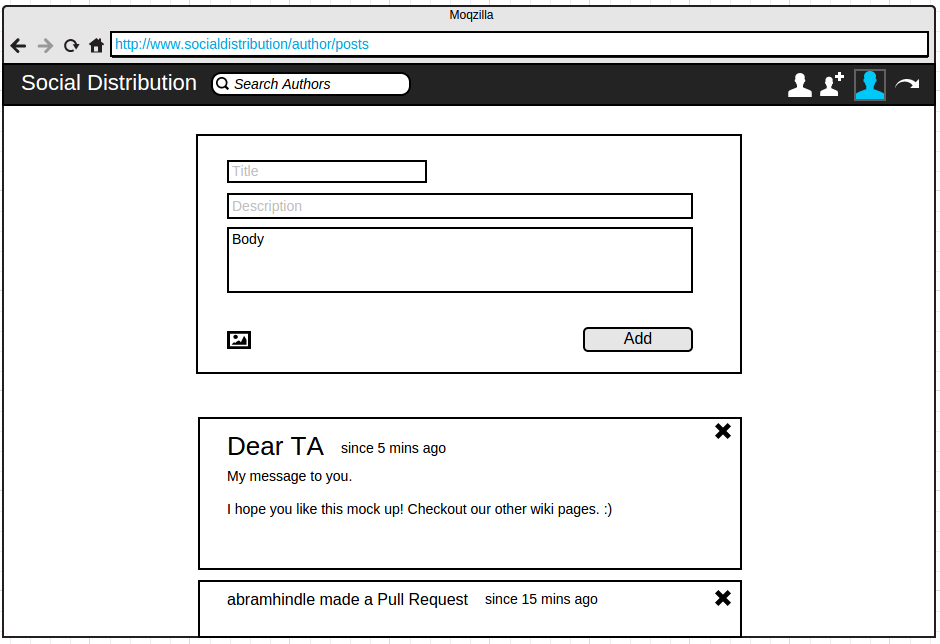 Moqzilla
http://www.socialdistribution/author/posts
Social Distribution
Search Authors
Title
Description
Body
Add
Dear TA since 5 mins ago
My message to you.
I hope you like this mock up! Checkout our other wiki pages. :)
abramhindle made a Pull Request since 15 mins ago